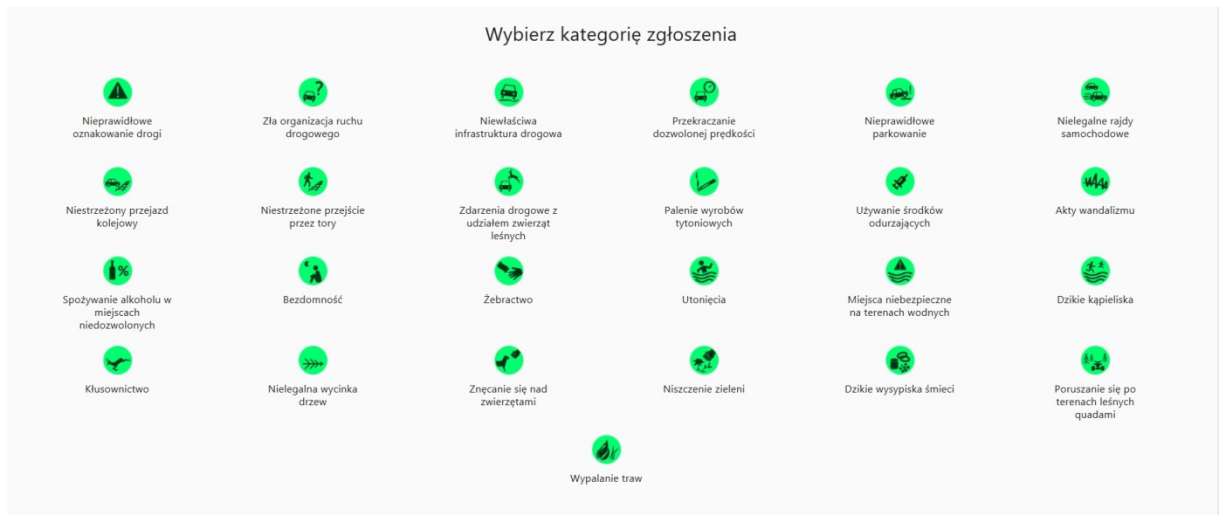 Wybierz kategorię zgłoszenia
Nieprawidłowe
oznakowanie drogi
Zła organizacja ruchu
drogowego
Niewłaściwa
infrastruktura drogowa
Przekraczanie
dozwolonej prędkości
Nieprawidłowe
parkowanie
Nielegalne rajdy
samochodowe
Niestrzeżony przejazd
kolejowy
Niestrzeżone przejście
przez tory
Zdarzenia drogowe z
udziałem zwierząt
leśnych
Palenie wyrobów
tytoniowych
Używanie środków
odurzających
Akty wandalizmu
Spożywanie alkoholu w
miejscach
niedozwolonych
Bezdomność
Żebractwo
Utonięcia
Miejsca niebezpieczne
na terenach wodnych
Dzikie kąpieliska
Kłusownictwo
Nielegalna wycinka
drzew
Znęcanie się nad
zwierzętami
Niszczenie zieleni
Dzikie wysypiska śmieci
Poruszanie się po
terenach leśnych
quadami
Wypalanie traw